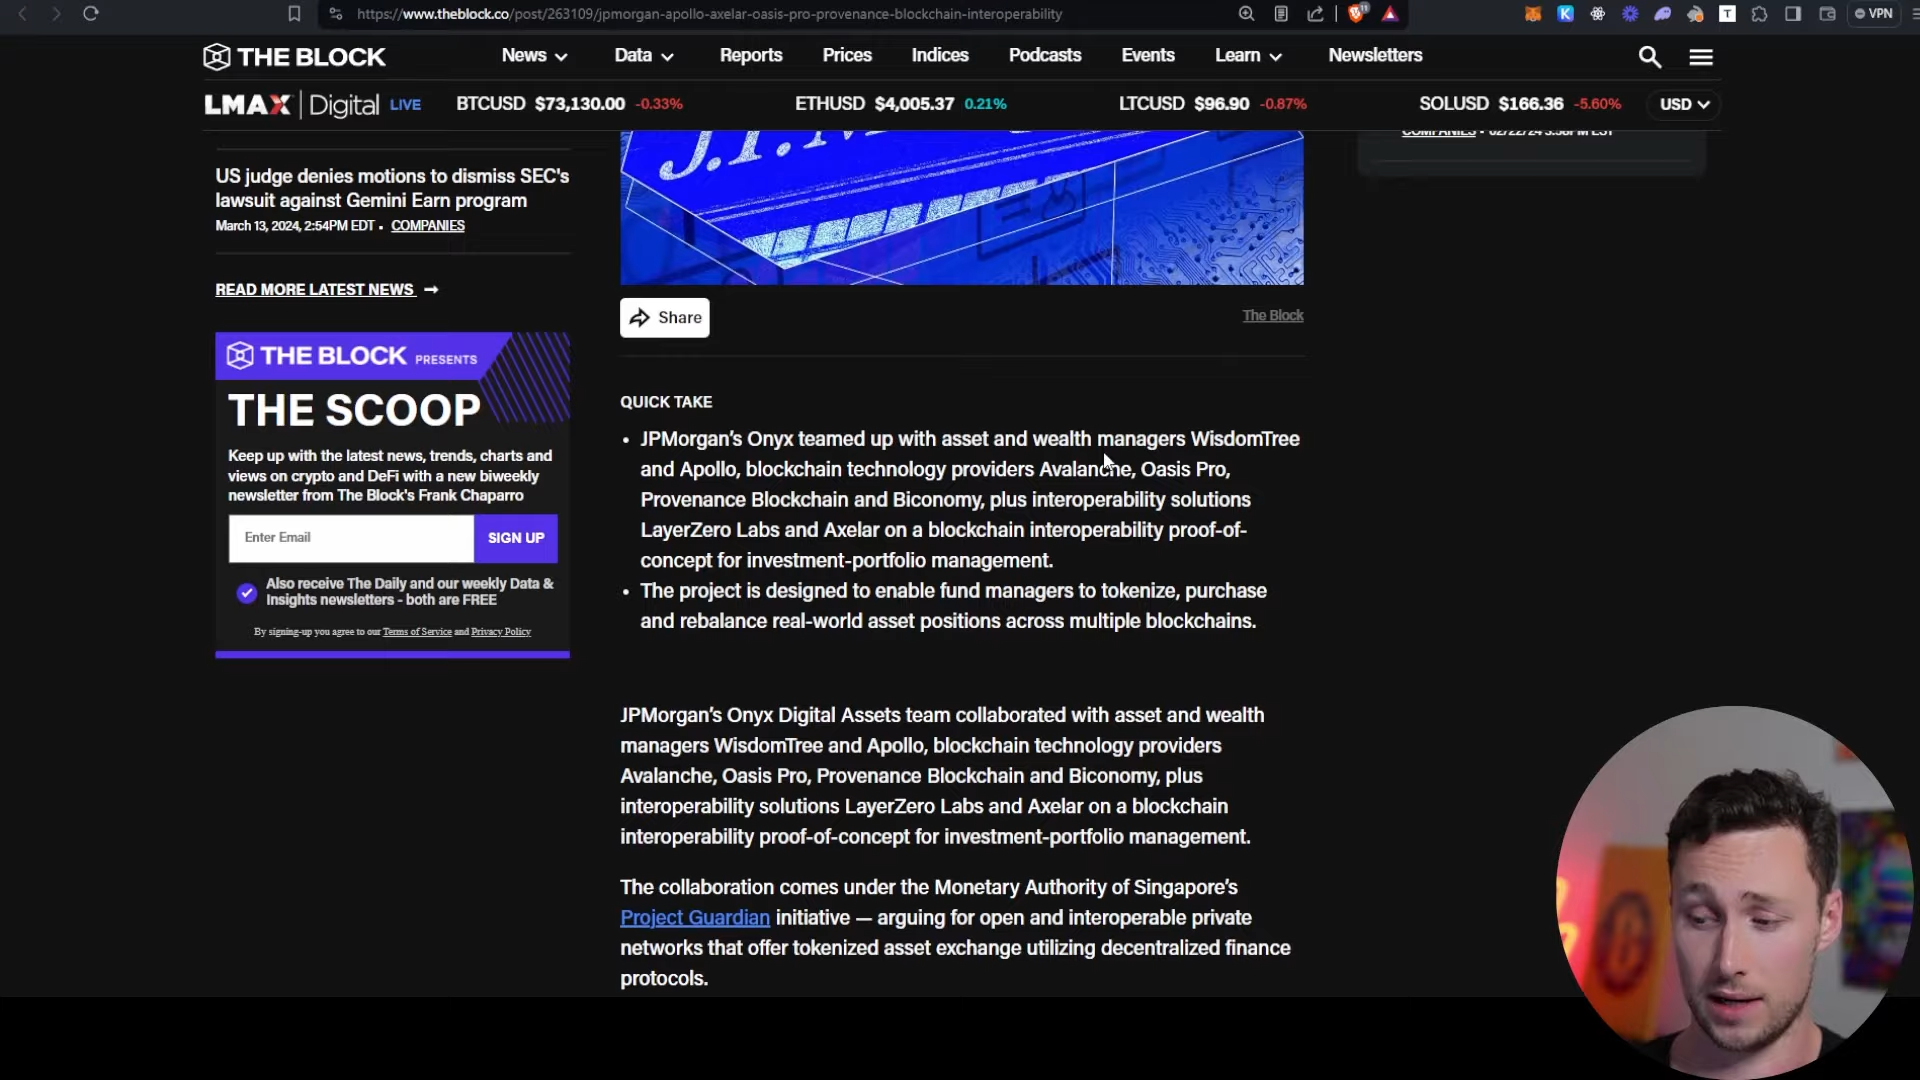 https://www.theblock.co/post/263109/jpmorgan-apollo-axelar-oasis-pro-provenance-blockchain-interoperability
11
K
T
VPN
THE BLOCK
News
Data
Reports
Prices
Indices
Podcasts
Events
Learn
Newsletters
LMAX Digital LIVE
BTCUSD $73,130.00 -0.33%
ETHUSD $4,005.37 0.21%
LTCUSD $96.90 -0.87%
SOLUSD $166.36 -5.60%
USD
COMPANIES • 02/22/24 3:58PM EST
J.P.M
US judge denies motions to dismiss SEC's
lawsuit against Gemini Earn program
March 13, 2024, 2:54PM EDT • COMPANIES
READ MORE LATEST NEWS →
THE BLOCK PRESENTS
THE SCOOP
Keep up with the latest news, trends, charts and
views on crypto and DeFi with a new biweekly
newsletter from The Block's Frank Chaparro
Enter Email
SIGN UP
Also receive The Daily and our weekly Data &
Insights newsletters - both are FREE
By signing-up you agree to our Terms of Service and Privacy Policy
Share
The Block
QUICK TAKE
• JPMorgan’s Onyx teamed up with asset and wealth managers WisdomTree
and Apollo, blockchain technology providers Avalanche, Oasis Pro,
Provenance Blockchain and Biconomy, plus interoperability solutions
LayerZero Labs and Axelar on a blockchain interoperability proof-of-
concept for investment-portfolio management.
• The project is designed to enable fund managers to tokenize, purchase
and rebalance real-world asset positions across multiple blockchains.
JPMorgan’s Onyx Digital Assets team collaborated with asset and wealth
managers WisdomTree and Apollo, blockchain technology providers
Avalanche, Oasis Pro, Provenance Blockchain and Biconomy, plus
interoperability solutions LayerZero Labs and Axelar on a blockchain
interoperability proof-of-concept for investment-portfolio management.
The collaboration comes under the Monetary Authority of Singapore’s
Project Guardian initiative — arguing for open and interoperable private
networks that offer tokenized asset exchange utilizing decentralized finance
protocols.